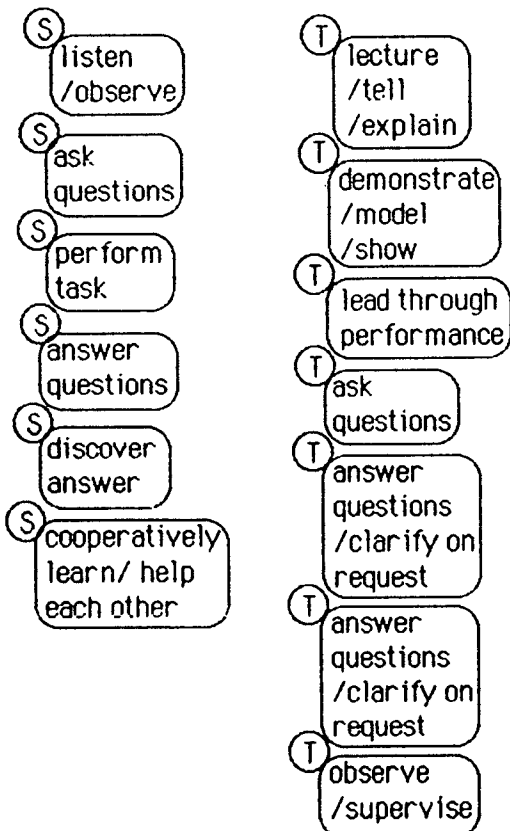 S
listen
/observe
S
ask
questions
S
perform
task
S
answer
questions
S
discover
answer
S
cooperatively
learn/ help
each other
T
lecture
/tell
/explain
T
demonstrate
/model
/show
T
lead through
performance
T
ask
questions
T
answer
questions
/clarify on
request
T
answer
questions
/clarify on
request
T
observe
/supervise